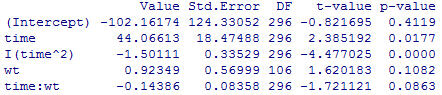 Value Std.Error DF t-value p-value
(Intercept) -102.16174 124.33052 296 -0.821695 0.4119
time 44.06613 18.47488 296 2.385192 0.0177
I(time^2) -1.50111 0.33529 296 -4.477025 0.0000
wt 0.92349 0.56999 106 1.620183 0.1082
time:wt -0.14386 0.08358 296 -1.721121 0.0863